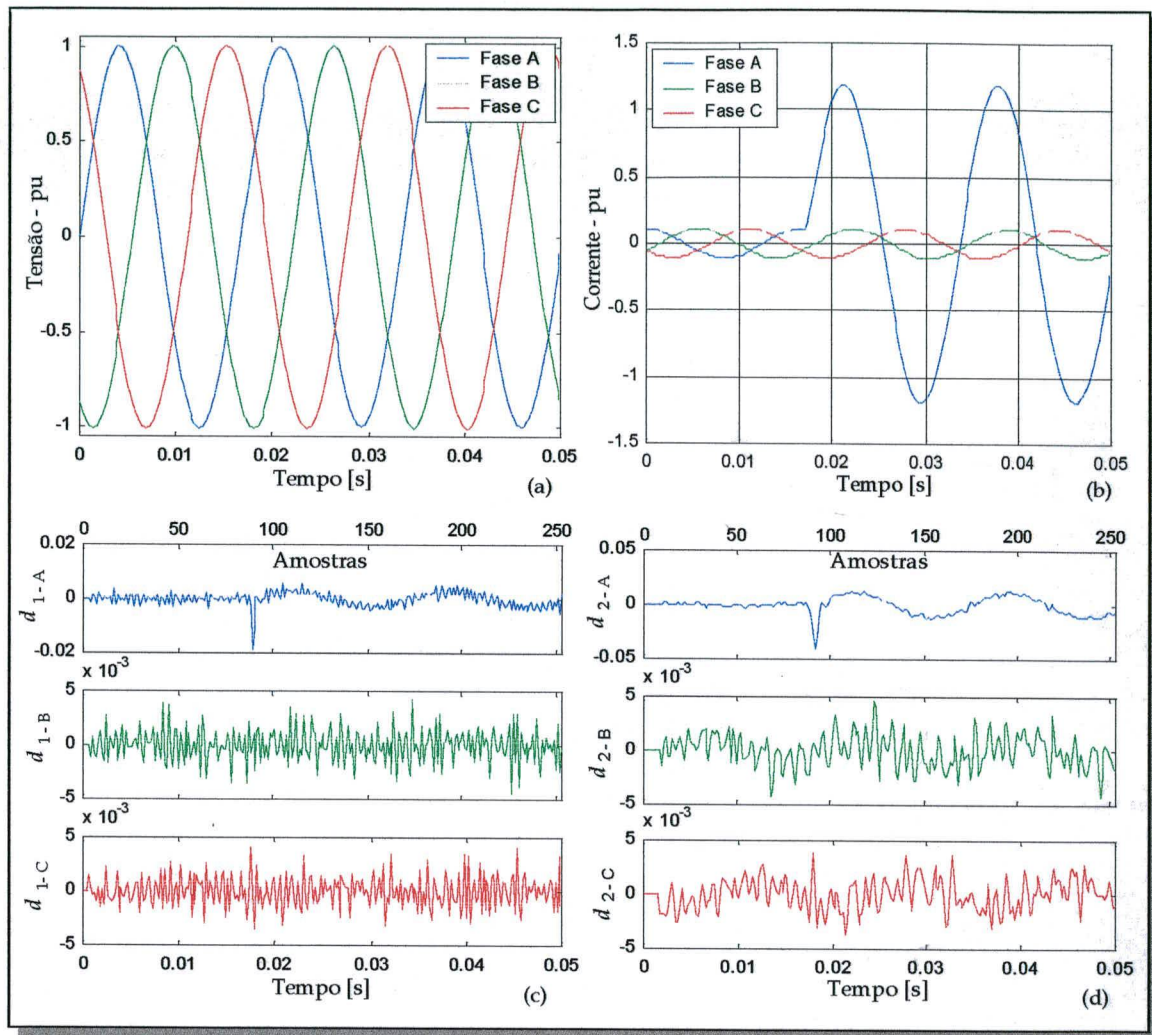 1
0.5
0
-0.5
-1
Tensão - pu
Fase A
Fase B
Fase C
0 0.01 0.02 0.03 0.04 0.05
Tempo [s]
(a)
1.5
1
0.5
0
-0.5
-1
-1.5
Corrente - pu
Fase A
Fase B
Fase C
0 0.01 0.02 0.03 0.04 0.05
Tempo [s]
(b)
0 50 100 150 200 250
Amostras
0.02
0
-0.02
d 1 - A
x 10 -3
5
0
-5
d 1 - B
x 10 -3
5
0
-5
d 1 - C
0 0.01 0.02 0.03 0.04 0.05
Tempo [s]
(c)
0 50 100 150 200 250
Amostras
0.05
0
-0.05
d 2 - A
x 10 -3
5
0
-5
d 2 - B
x 10 -3
5
0
-5
d 2 - C
0 0.01 0.02 0.03 0.04 0.05
Tempo [s]
(d)